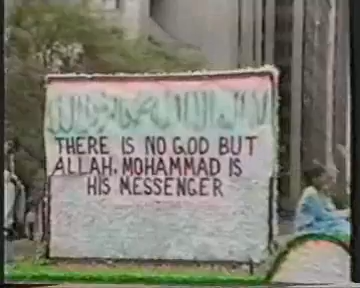 THERE IS NO GOD BUT
ALLAH, MOHAMMAD IS
HIS MESSENGER